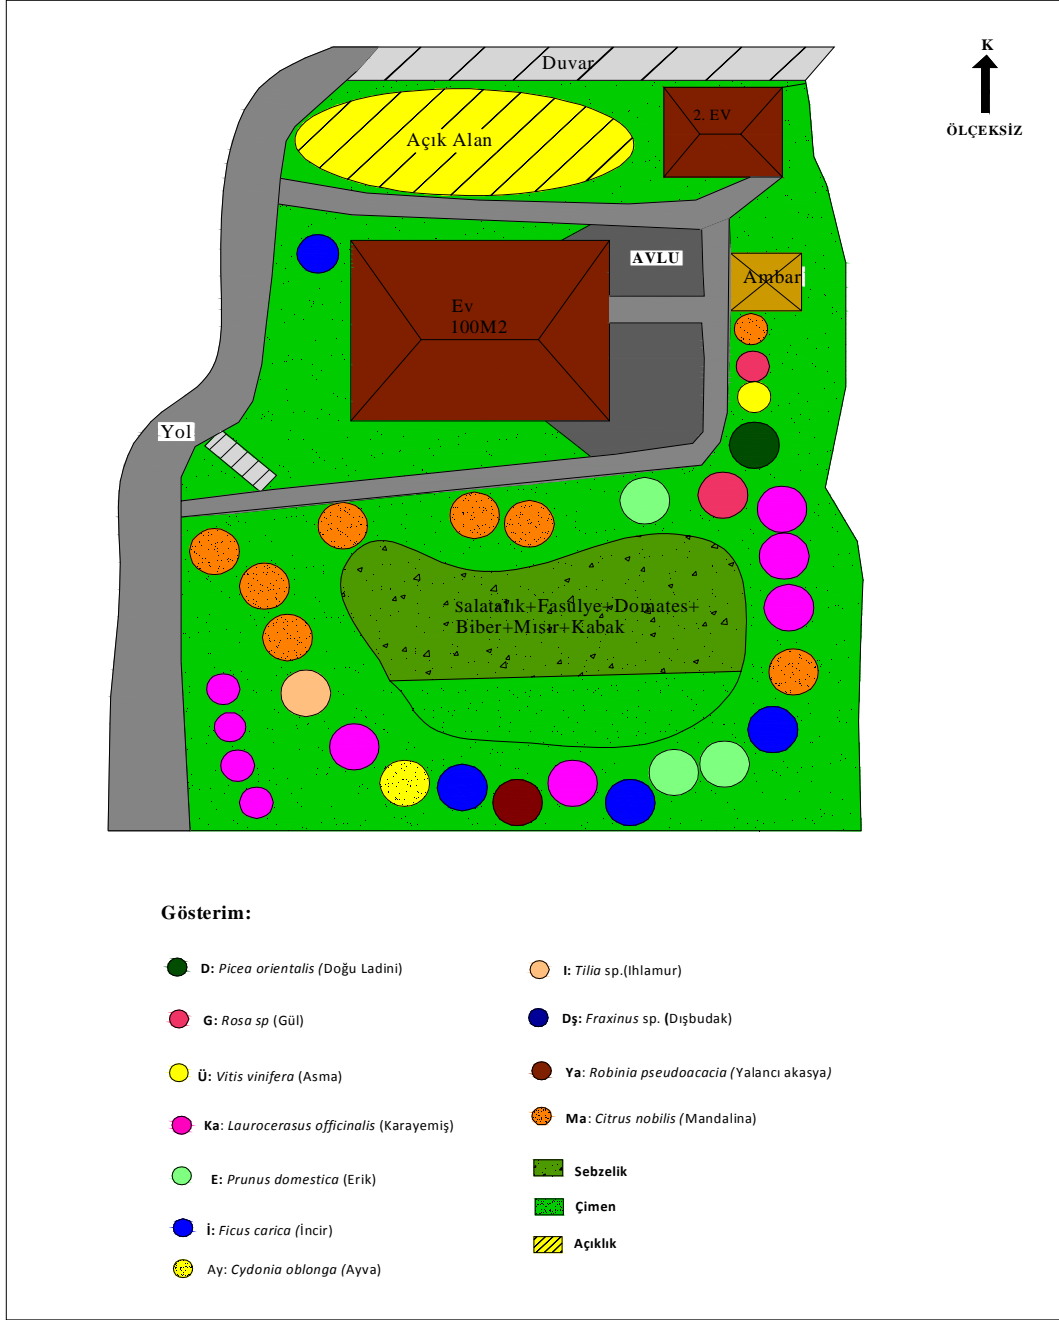 K
ÖLÇEKSİZ
Duvar
2. EV
Açık Alan
AVLU
Ambar
Ev
100M2
Yol
salatalık+Fasulye+Domates+
Biber+Mısır+Kabak
Gösterim:
D: Picea orientalis (Doğu Ladini)
G: Rosa sp (Gül)
Ü: Vitis vinifera (Asma)
Ka: Laurocerasus officinalis (Karayemiş)
E: Prunus domestica (Erik)
İ: Ficus carica (İncir)
Ay: Cydonia oblonga (Ayva)
I: Tilia sp.(Ihlamur)
Dş: Fraxinus sp. (Dışbudak)
Ya: Robinia pseudoacacia (Yalancı akasya)
Ma: Citrus nobilis (Mandalina)
Sebzelik
Çimen
Açıklık